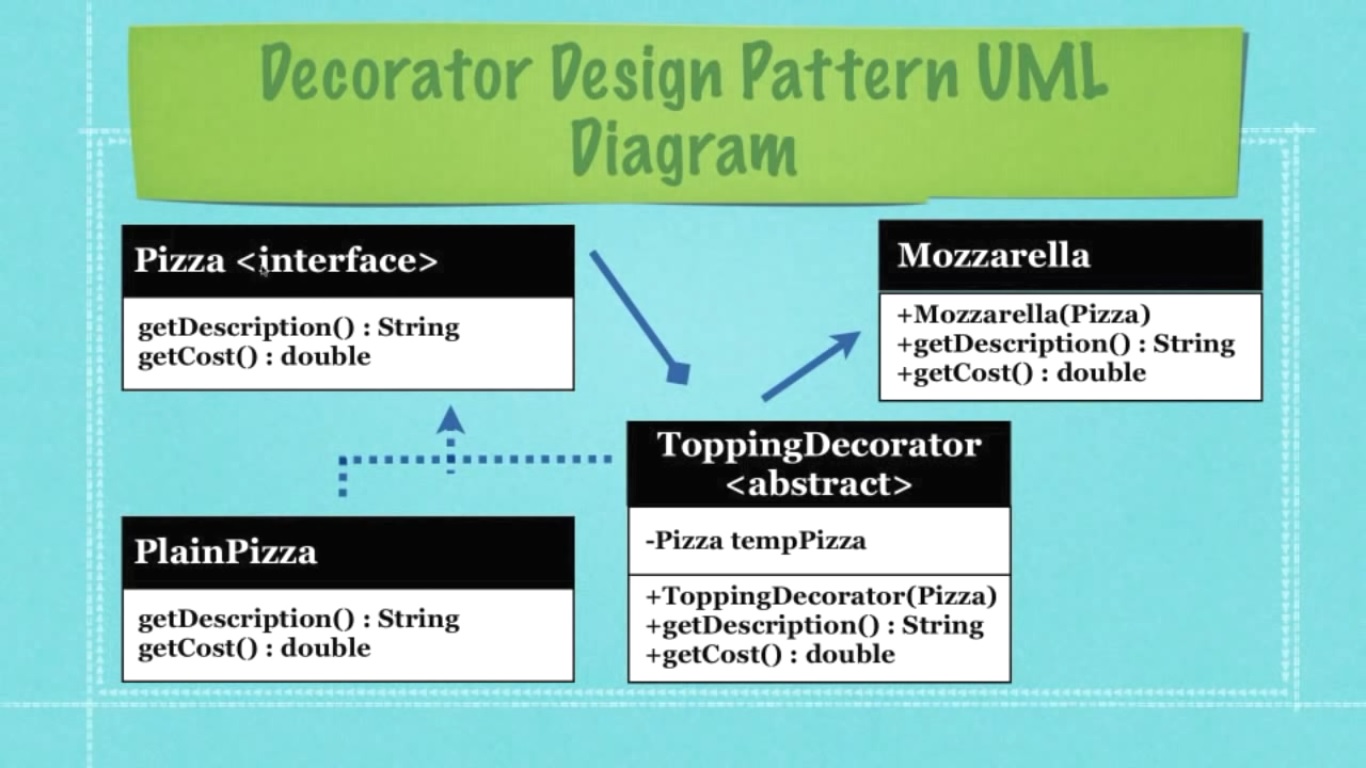 Decorator Design Pattern UML
Diagram
Pizza <interface>
getDescription() : String
getCost() : double
Mozzarella
+Mozzarella(Pizza)
+getDescription() : String
+getCost() : double
PlainPizza
getDescription() : String
getCost() : double
ToppingDecorator
<abstract>
-Pizza tempPizza
+ToppingDecorator(Pizza)
+getDescription() : String
+getCost() : double